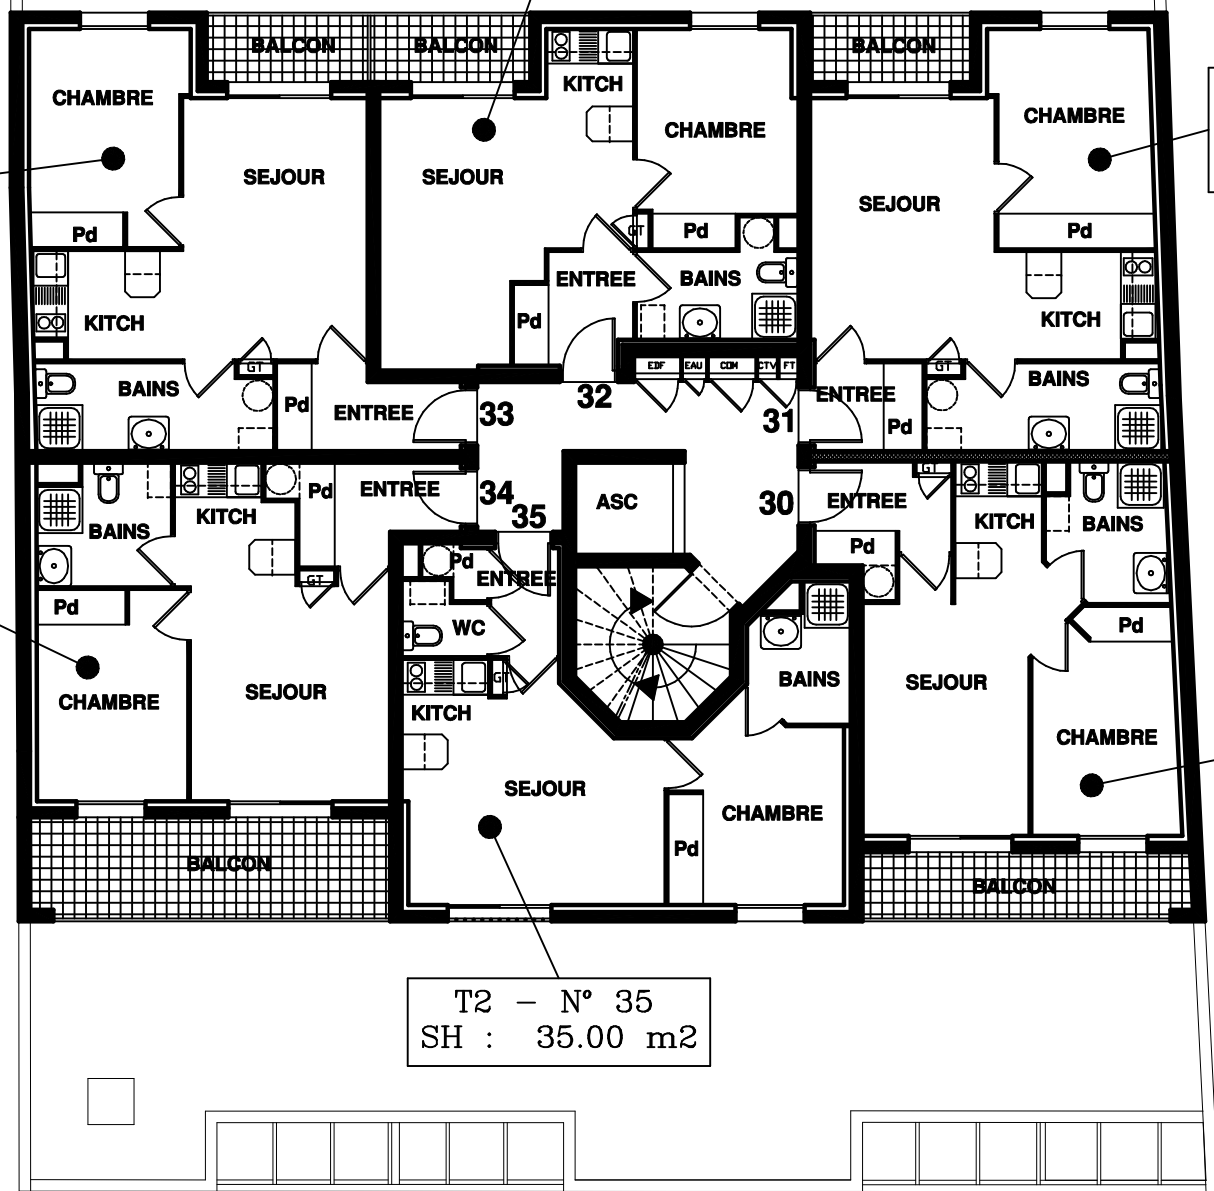 BALCON
BALCON
BALCON
KITCH
CHAMBRE
CHAMBRE
CHAMBRE
SEJOUR
SEJOUR
SEJOUR
Pd
GT
Pd
Pd
ENTREE
BAINS
KITCH
Pd
KITCH
EDF
EAU
COM
CTV
FT
GT
GT
BAINS
BAINS
Pd
ENTREE
33
32
31
ENTREE
Pd
34
35
30
ENTREE
Pd
KITCH
BAINS
ASC
ENTREE
GT
KITCH
BAINS
Pd
GT
Pd
ENTREE
Pd
WC
Pd
CHAMBRE
SEJOUR
KITCH
GT
BAINS
SEJOUR
CHAMBRE
SEJOUR
CHAMBRE
Pd
BALCON
BALCON
T2 - N° 35
SH : 35.00 m2